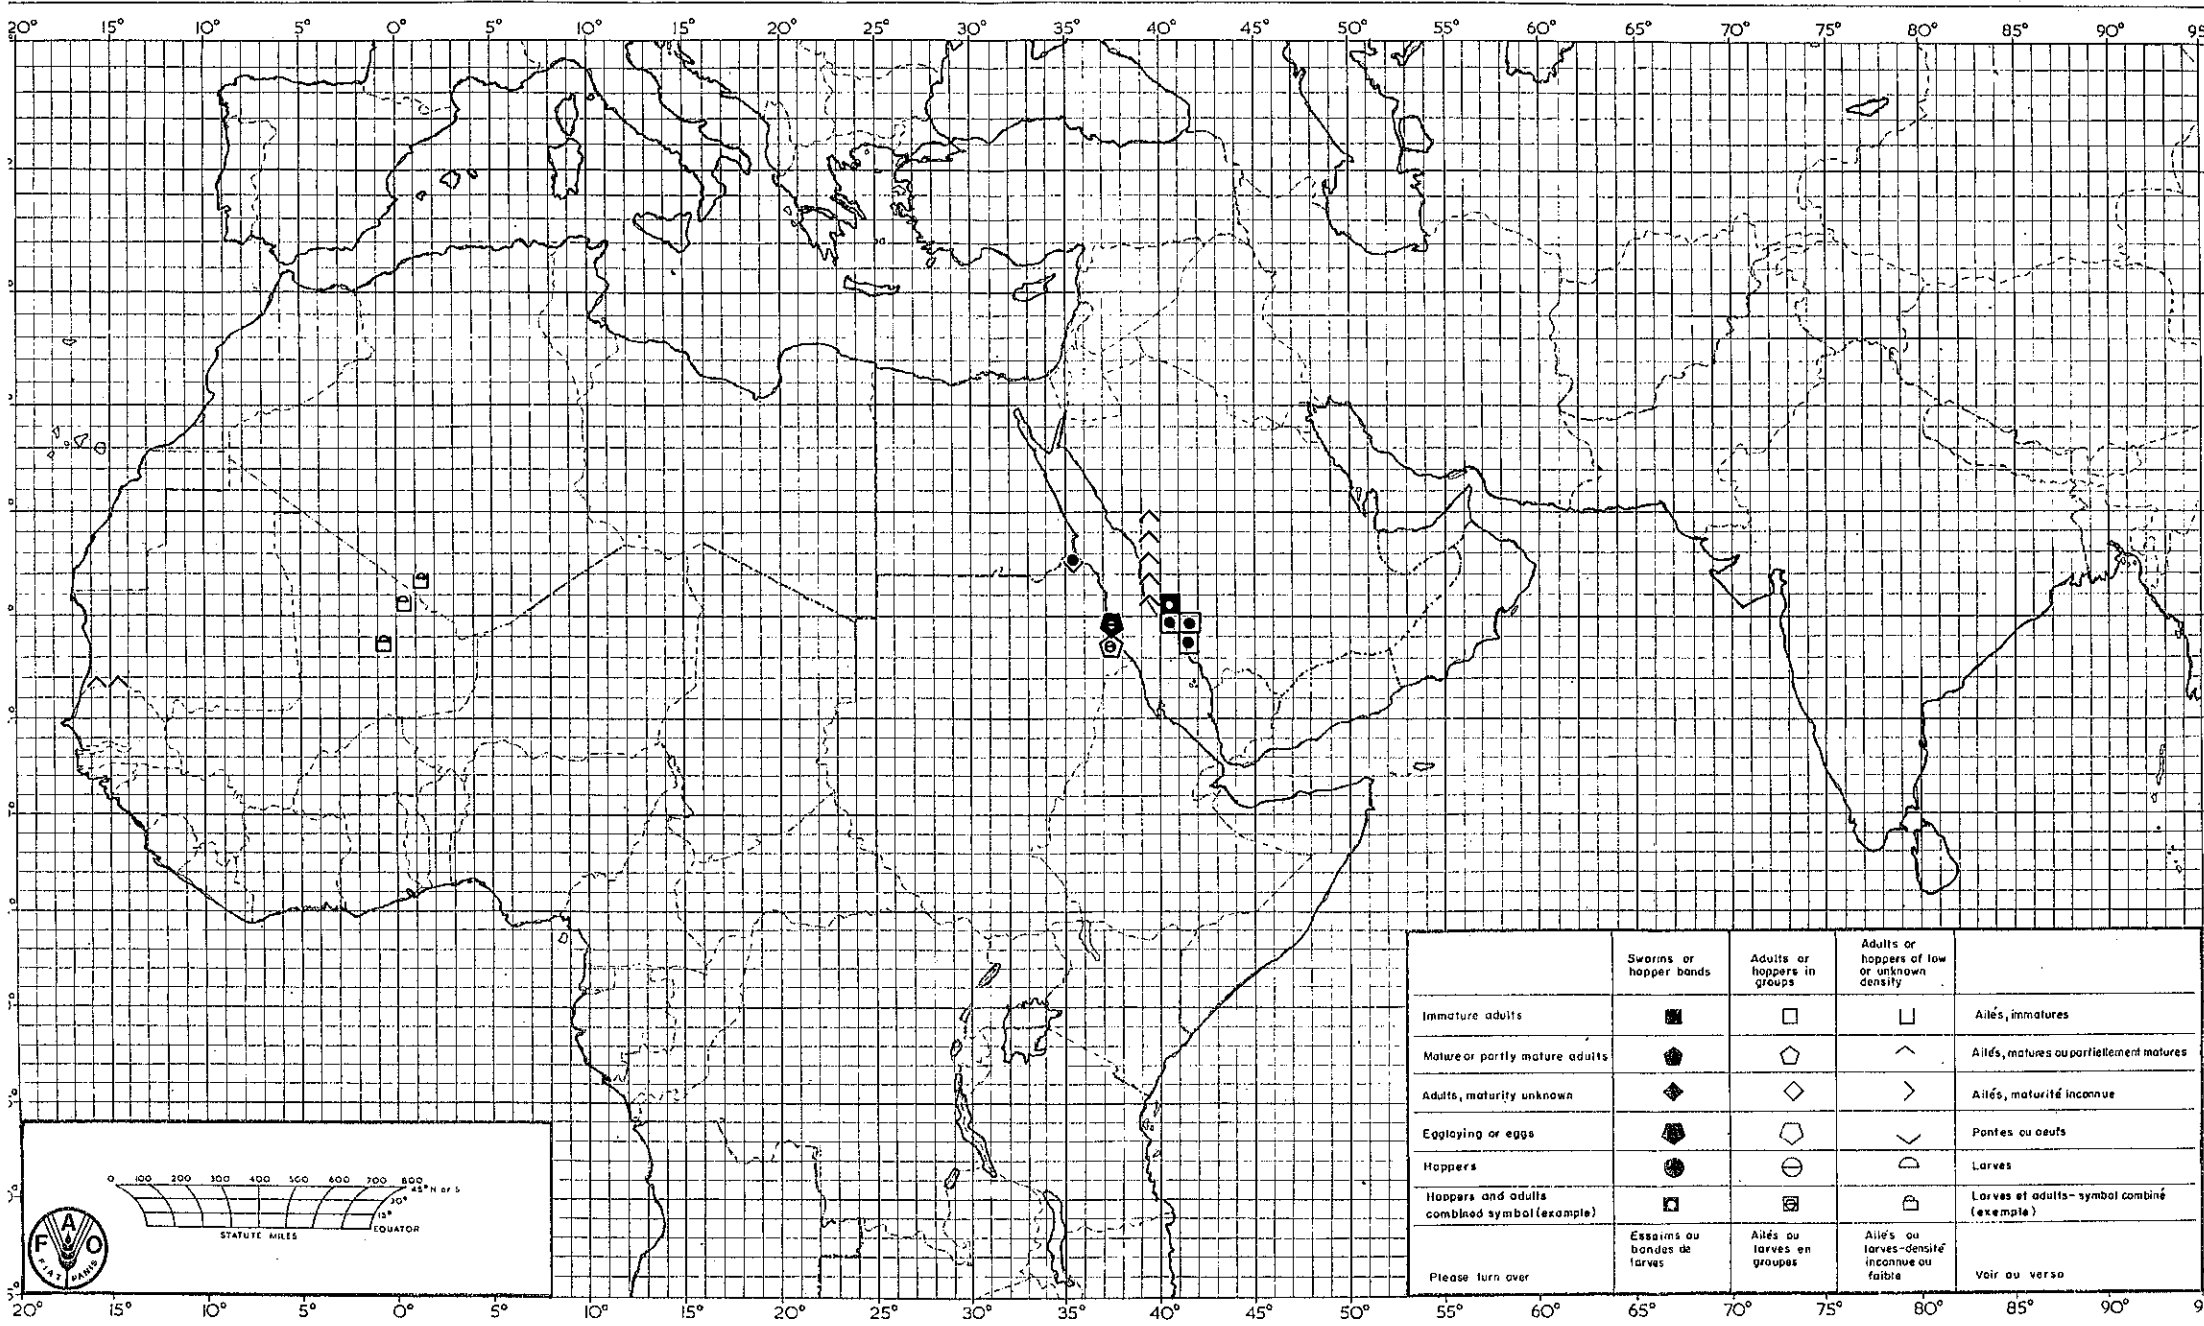 20° 15° 10° 5° 0° 5° 10° 15° 20° 25° 30° 35° 40° 45° 50° 55° 60° 65° 70° 75° 80° 85° 90° 95
Swarms or hopper bands
Adults or hoppers in groups
Adults or hoppers of low or unknown density
Immature adults
Ailés, immatures
Mature or partly mature adults
Ailés, matures ou partiellement matures
Adults, maturity unknown
Ailés, maturité inconnue
Egglaying or eggs
Pontes ou oeufs
Hoppers
Larves
Hoppers and adults combined symbol (example)
Larves et adults - symbol combiné (exemple)
Essaims ou bandes de larves
Ailés ou larves en groupes
Ailés ou larves-densité inconnue ou faible
Please turn over
Voir au verso
0 100 200 300 400 500 600 700 800
45° N or S
30°
15°
EQUATOR
STATUTE MILES
F A O
FIAT PANIS
20° 15° 10° 5° 0° 5° 10° 15° 20° 25° 30° 35° 40° 45° 50° 55° 60° 65° 70° 75° 80° 85° 90° 9